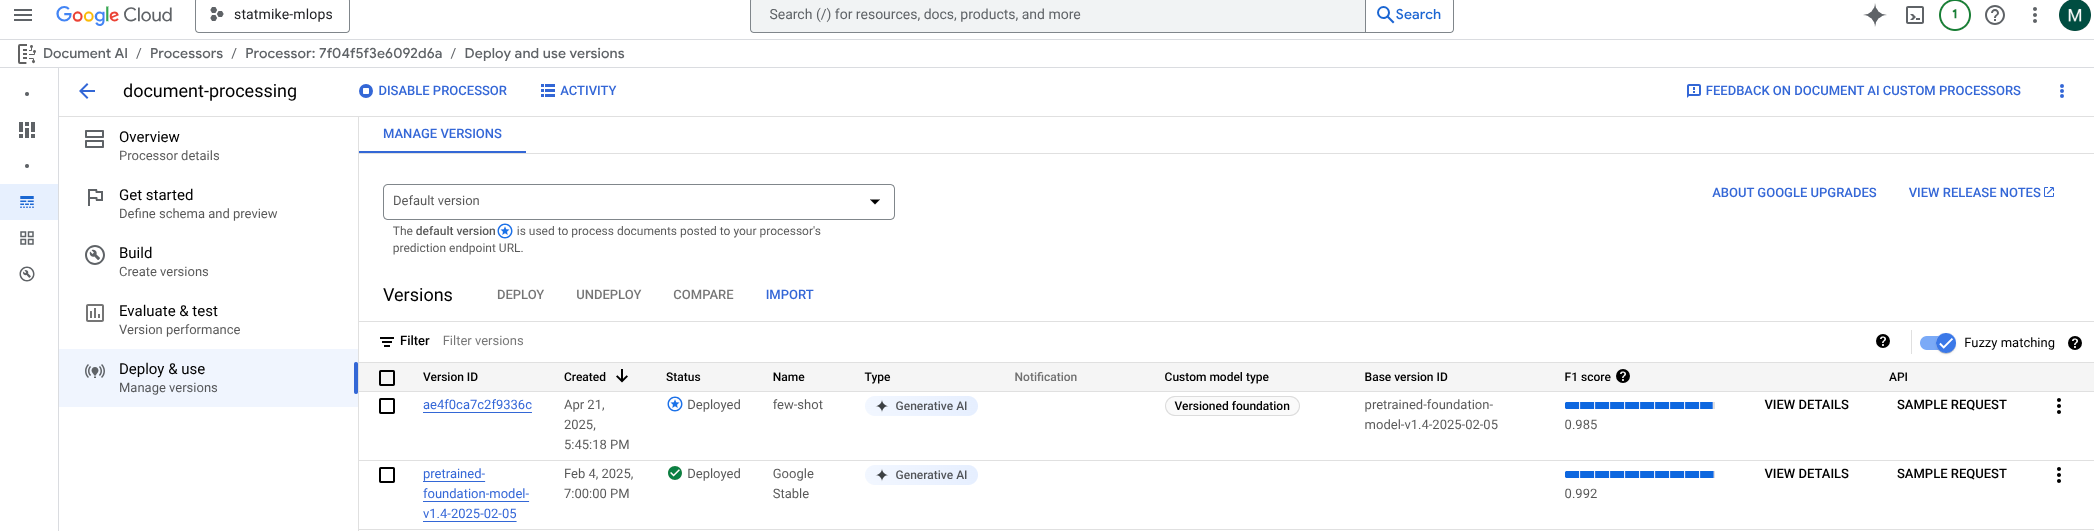 Google Cloud
statmike-mlops
Search (/) for resources, docs, products, and more
Search
1
M
Document AI / Processors / Processor: 7f04f5f3e6092d6a / Deploy and use versions
document-processing
DISABLE PROCESSOR
ACTIVITY
FEEDBACK ON DOCUMENT AI CUSTOM PROCESSORS
Overview
Processor details
Get started
Define schema and preview
Build
Create versions
Evaluate & test
Version performance
Deploy & use
Manage versions
MANAGE VERSIONS
Default version
The default version is used to process documents posted to your processor's
prediction endpoint URL.
ABOUT GOOGLE UPGRADES
VIEW RELEASE NOTES
Versions
DEPLOY
UNDEPLOY
COMPARE
IMPORT
Filter
Filter versions
Fuzzy matching
Version ID
Created
Status
Name
Type
Notification
Custom model type
Base version ID
F1 score
API
ae4f0ca7c2f9336c
Apr 21,
2025,
5:45:18 PM
Deployed
few-shot
Generative AI
Versioned foundation
pretrained-foundation-
model-v1.4-2025-02-05
0.985
VIEW DETAILS
SAMPLE REQUEST
pretrained-
foundation-model-
v1.4-2025-02-05
Feb 4, 2025,
7:00:00 PM
Deployed
Google
Stable
Generative AI
0.992
VIEW DETAILS
SAMPLE REQUEST